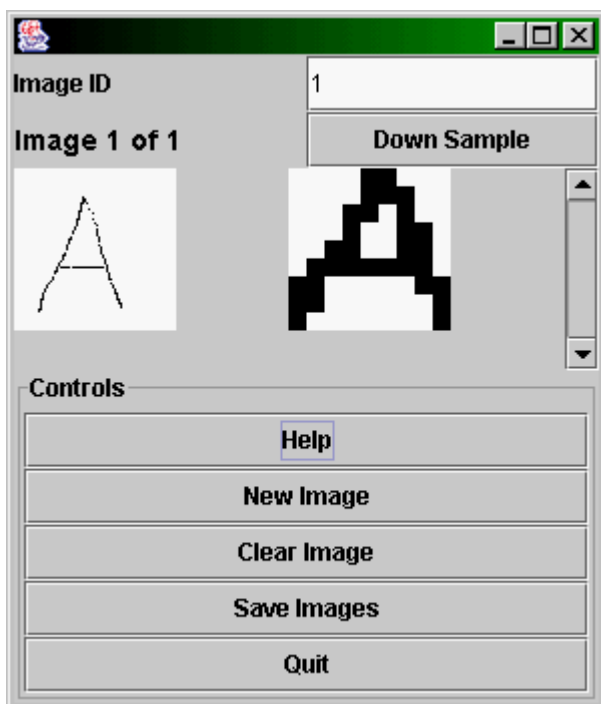 Image ID 1
Image 1 of 1 Down Sample
A A
Controls
Help
New Image
Clear Image
Save Images
Quit